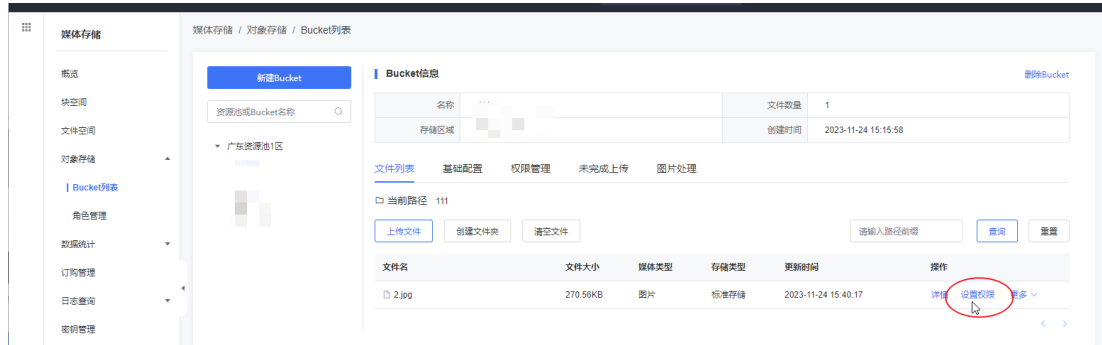 媒体存储
概览
块空间
文件空间
对象存储
Bucket列表
角色管理
数据统计
订购管理
日志查询
密钥管理
媒体存储 / 对象存储 / Bucket列表
新建Bucket
资源池或Bucket名称
广东资源池1区
Bucket信息 删除Bucket
名称 文件数量 1
存储区域 创建时间 2023-11-24 15:15:58
文件列表 基础配置 权限管理 未完成上传 图片处理
当前路径 111
上传文件 创建文件夹 清空文件 请输入路径前缀 查询 重置
文件名 文件大小 媒体类型 存储类型 更新时间 操作
2.jpg 270.56KB 图片 标准存储 2023-11-24 15:40:17 详情 设置权限 更多